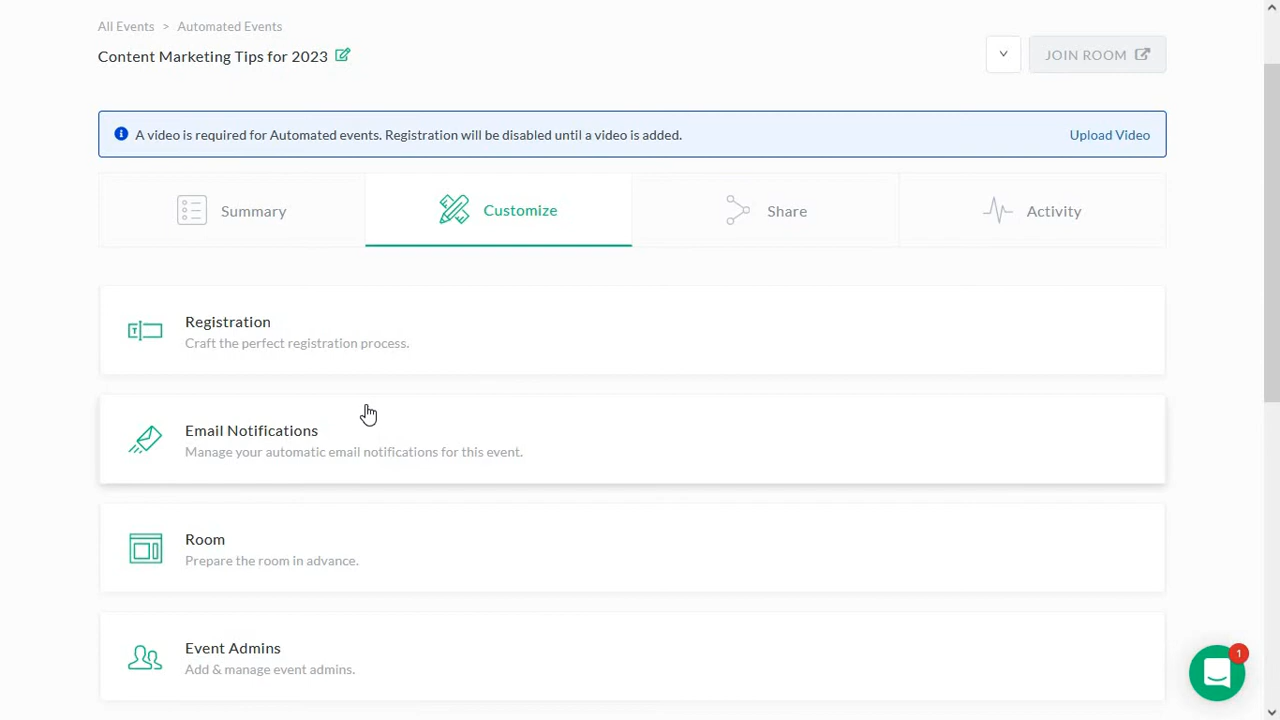 All Events > Automated Events
Content Marketing Tips for 2023
JOIN ROOM
A video is required for Automated events. Registration will be disabled until a video is added.
Upload Video
Summary
Customize
Share
Activity
T
Registration
Craft the perfect registration process.
Email Notifications
Manage your automatic email notifications for this event.
Room
Prepare the room in advance.
Event Admins
Add & manage event admins.
1